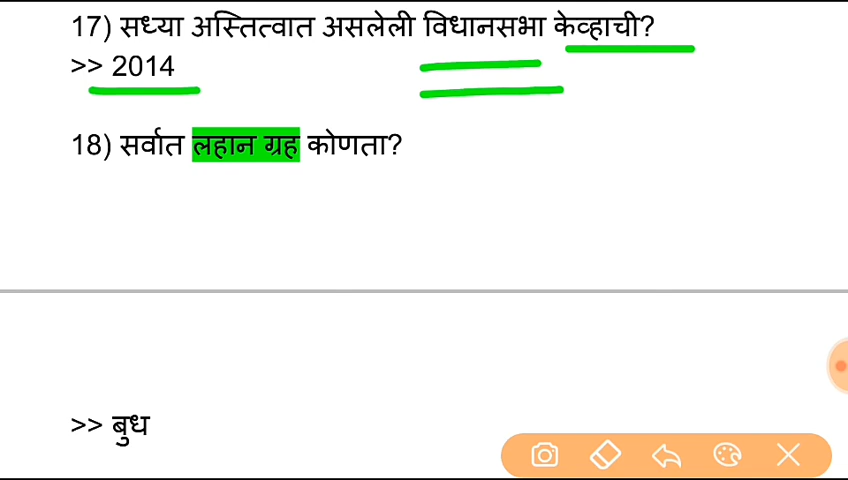 17) सध्या अस्तित्वात असलेली विधानसभा केव्हाची?
>> 2014
18) सर्वात लहान ग्रह कोणता?
>> बुध